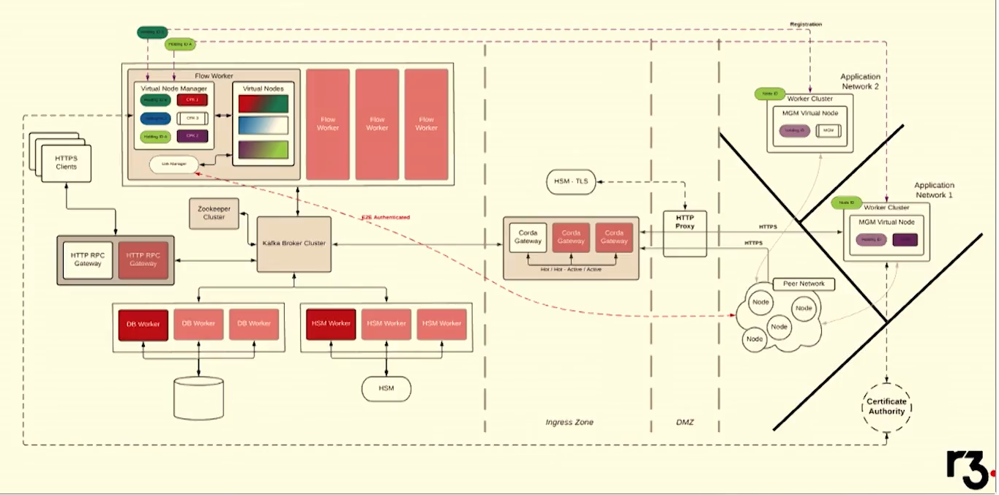 Registration
Holding ID A
Flow Worker
Virtual Node Manager
Virtual Nodes
CPK 1
CPK 3
Holding ID A
CPK 2
Link Manager
Flow
Worker
Flow
Worker
Flow
Worker
Application
Network 2
Node ID
Worker Cluster
MGM Virtual Node
Holding ID
MGM
HTTPS
Clients
HSM - TLS
Application
Network 1
Node ID
Worker Cluster
MGM Virtual Node
Holding ID
Zookeeper
Cluster
E2E Authenticated
HTTP
Proxy
Kafka Broker Cluster
Corda
Gateway
Corda
Gateway
Corda
Gateway
Hot / Hot - Active / Active
HTTPS
HTTPS
HTTP RPC
Gateway
HTTP RPC
Gateway
Peer Network
Node
Node
Node
Node
DB Worker
DB Worker
DB Worker
HSM Worker
HSM Worker
HSM Worker
HSM
Certificate
Authority
Ingress Zone
DMZ
r3.